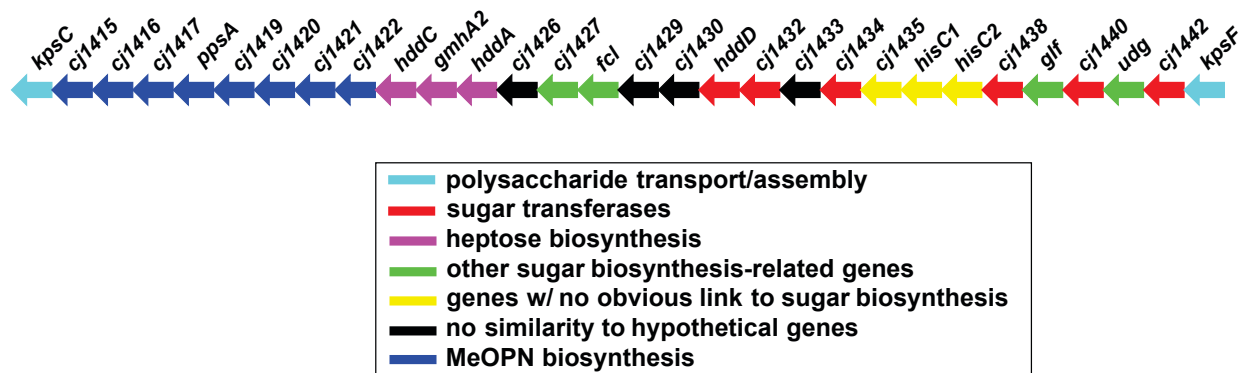 kpsC cj1415 cj1416 cj1417 ppsA cj1419 cj1420 cj1421 cj1422 hddC gmhA2 hddA cj1426 cj1427 fcl cj1429 cj1430 hddD cj1432 cj1433 cj1434 cj1435 hisC1 hisC2 cj1438 glf cj1440 udg cj1442 kpsF
polysaccharide transport/assembly
sugar transferases
heptose biosynthesis
other sugar biosynthesis-related genes
genes w/ no obvious link to sugar biosynthesis
no similarity to hypothetical genes
MeOPN biosynthesis